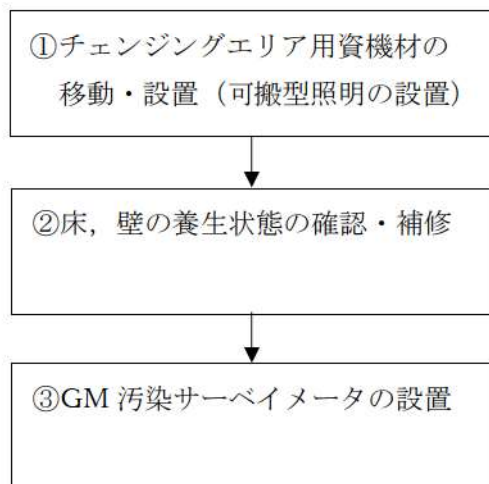 ①チェンジングエリア用資機材の
移動・設置（可搬型照明の設置）
②床，壁の養生状態の確認・補修
③GM 汚染サーベイメータの設置